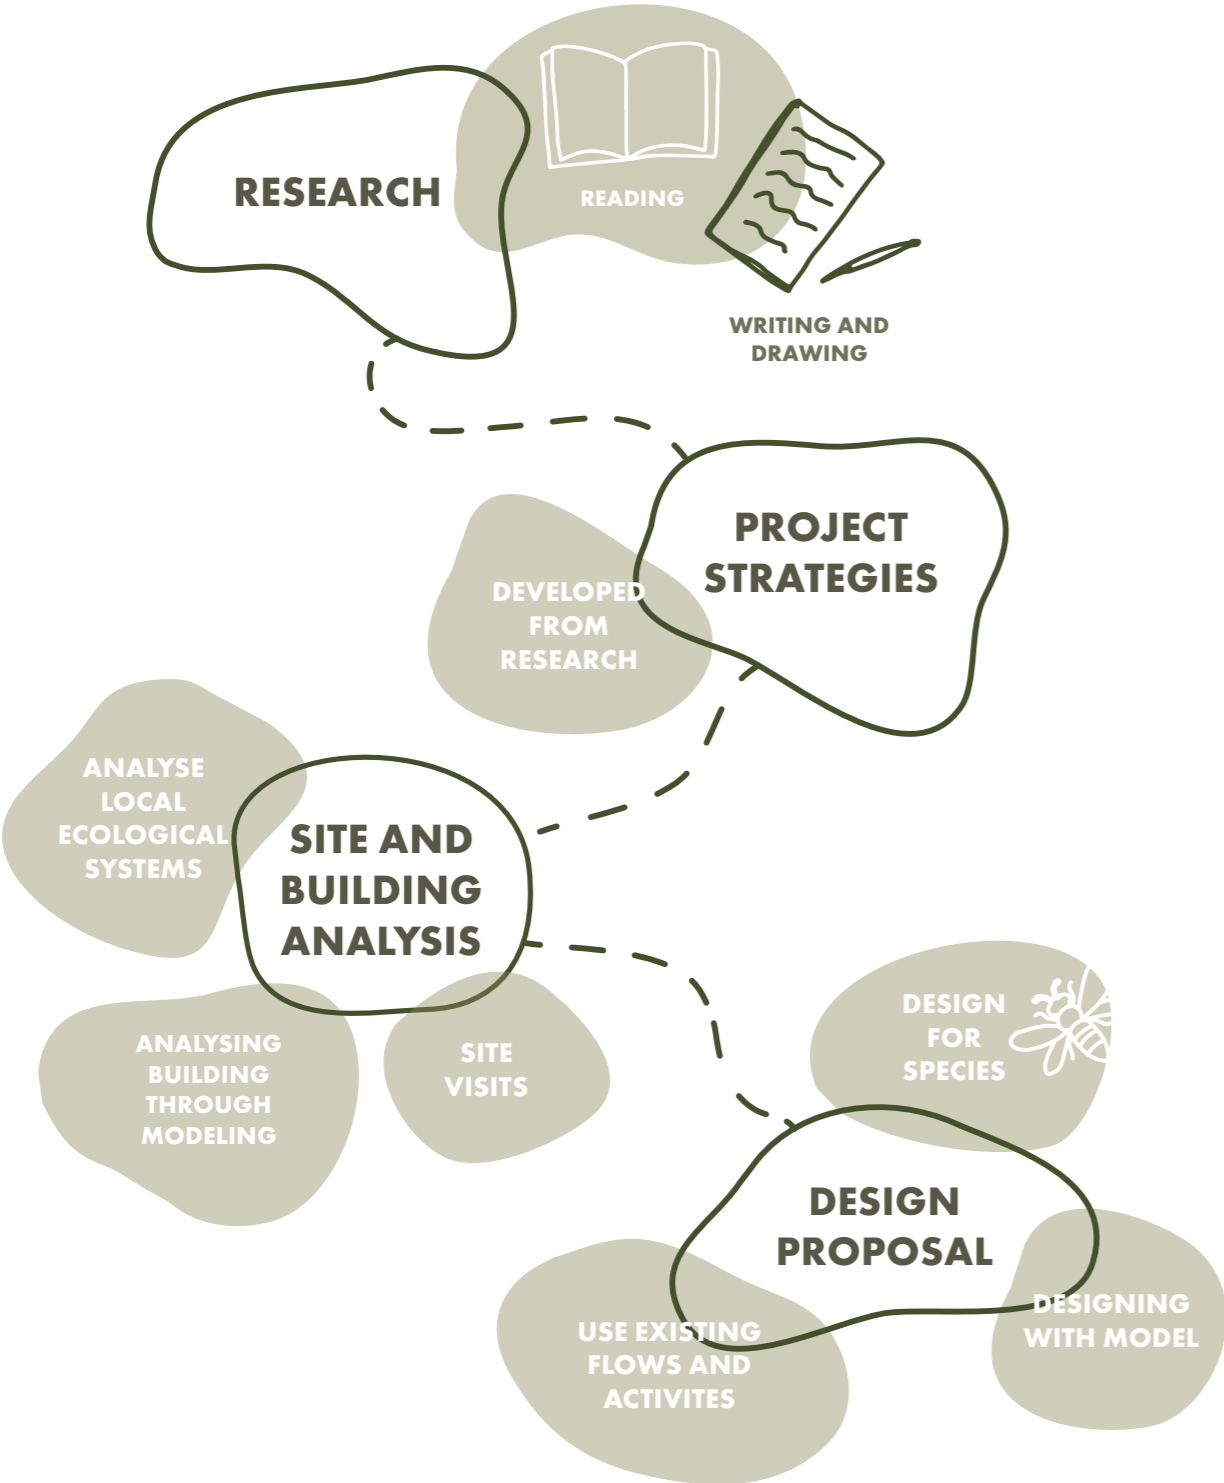 RESEARCH
READING
WRITING AND
DRAWING
PROJECT
STRATEGIES
DEVELOPED
FROM
RESEARCH
ANALYSE
LOCAL
ECOLOGICAL
SYSTEMS
SITE AND
BUILDING
ANALYSIS
ANALYSING
BUILDING
THROUGH
MODELING
SITE
VISITS
DESIGN
FOR
SPECIES
DESIGN
PROPOSAL
DESIGNING
WITH MODEL
USE EXISTING
FLOWS AND
ACTIVITES